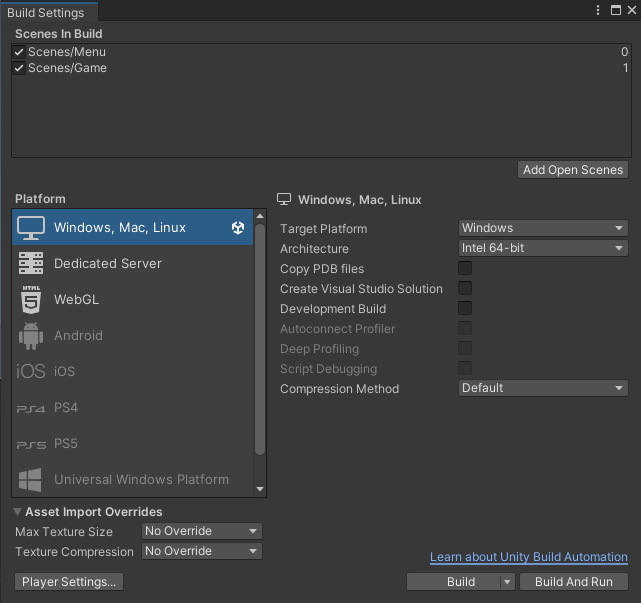 Build Settings
Scenes In Build
Scenes/Menu 0
Scenes/Game 1
Add Open Scenes
Platform
Windows, Mac, Linux
Dedicated Server
HTML 5 WebGL
Android
iOS iOS
PS4 PS4
PS5 PS5
Universal Windows Platform
Windows, Mac, Linux
Target Platform Windows
Architecture Intel 64-bit
Copy PDB files
Create Visual Studio Solution
Development Build
Autoconnect Profiler
Deep Profiling
Script Debugging
Compression Method Default
Asset Import Overrides
Max Texture Size No Override
Texture Compression No Override
Learn about Unity Build Automation
Player Settings... Build Build And Run